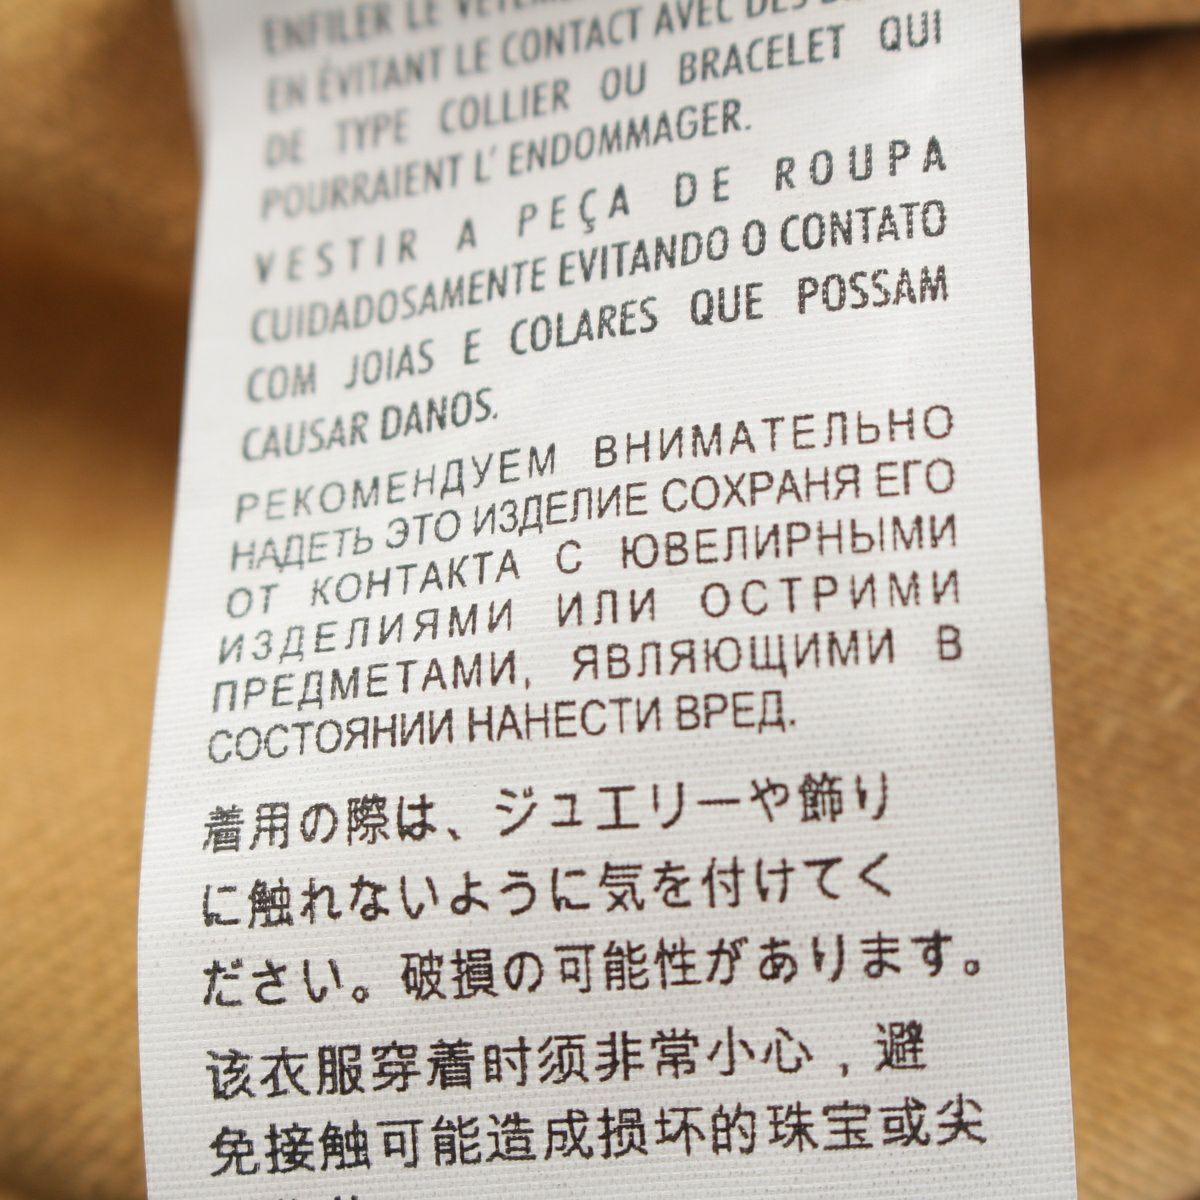 ENFILER LE
EN ÉVITANT LE CONTACT AVEC DES
DE TYPE COLLIER OU BRACELET QUI
POURRAIENT L'ENDOMMAGER.
VESTIR A PEÇA DE ROUPA
CUIDADOSAMENTE EVITANDO O CONTATO
COM JOIAS E COLARES QUE POSSAM
CAUSAR DANOS.
РЕКОМЕНДУЕМ ВНИМАТЕЛЬНО
НАДЕТЬ ЭТО ИЗДЕЛИЕ СОХРАНЯ ЕГО
ОТ КОНТАКТА С ЮВЕЛИРНЫМИ
ИЗДЕЛИЯМИ ИЛИ ОСТРИМИ
ПРЕДМЕТАМИ, ЯВЛЯЮЩИМИ В
СОСТОЯНИИ НАНЕСТИ ВРЕД.
着用の際は、ジュエリーや飾り
に触れないように気を付けてく
ださい。破損の可能性があります。
该衣服穿着时须非常小心，避
免接触可能造成损坏的珠宝或尖